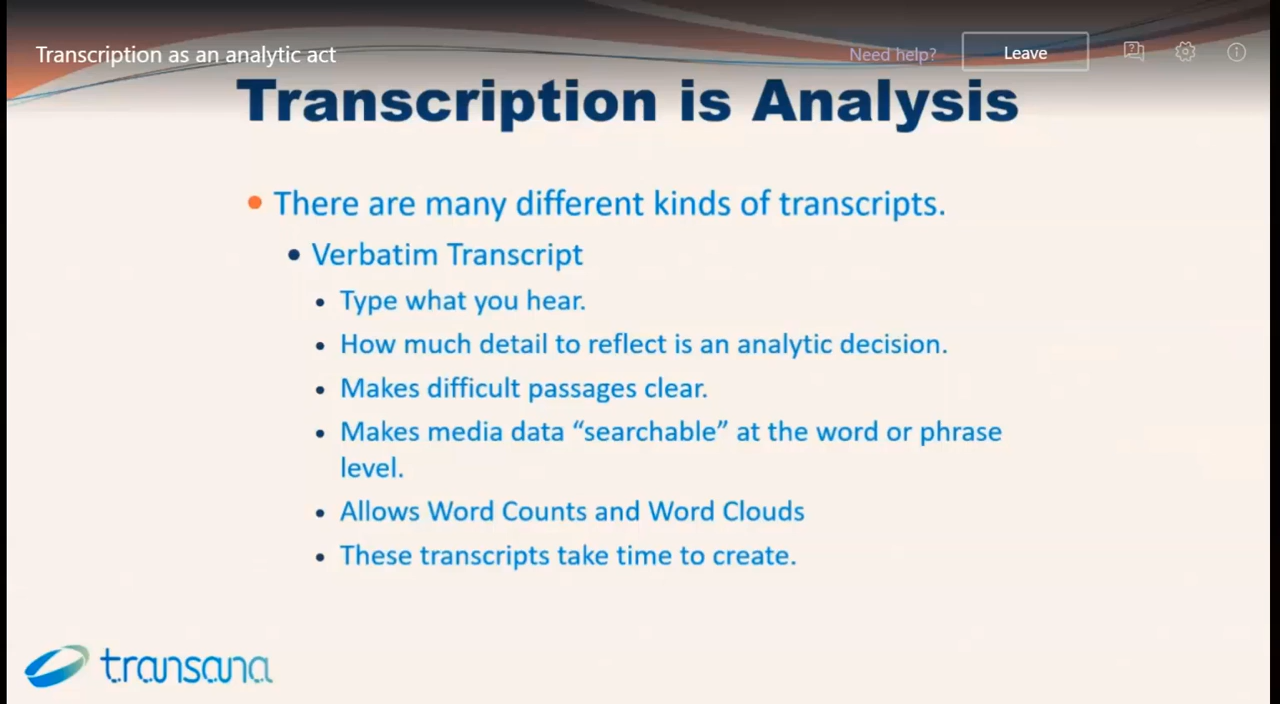 Transcription as an analytic act
Need help?
Leave
Transcription is Analysis
There are many different kinds of transcripts.
Verbatim Transcript
Type what you hear.
How much detail to reflect is an analytic decision.
Makes difficult passages clear.
Makes media data “searchable” at the word or phrase
level.
Allows Word Counts and Word Clouds
These transcripts take time to create.
transana